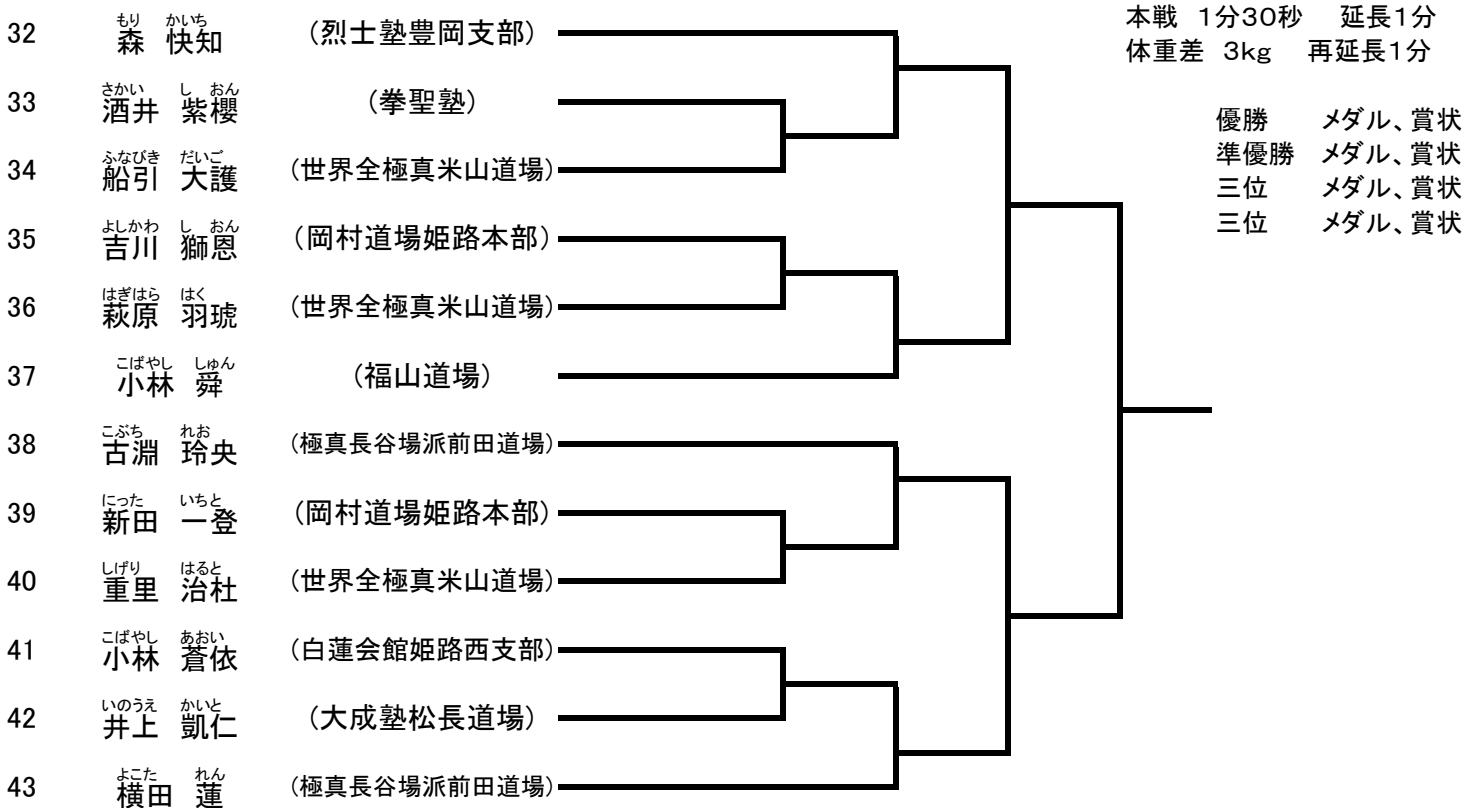 本戦 1分30秒 延長1分
体重差 3kg 再延長1分
優勝 メダル、賞状
準優勝 メダル、賞状
三位 メダル、賞状
三位 メダル、賞状
もり かいち
32 森 快知 (烈士塾豊岡支部)
さかい し おん
33 酒井 紫櫻 (拳聖塾)
ふなびき だいご
34 船引 大護 (世界全極真米山道場)
よしかわ し おん
35 吉川 獅恩 (岡村道場姫路本部)
はぎはら はく
36 萩原 羽琥 (世界全極真米山道場)
こばやし しゅん
37 小林 舜 (福山道場)
こぶち れお
38 古淵 玲央 (極真長谷場派前田道場)
にった いちと
39 新田 一登 (岡村道場姫路本部)
しげり はると
40 重里 治杜 (世界全極真米山道場)
こばやし あおい
41 小林 蒼依 (白蓮会館姫路西支部)
いのうえ かいと
42 井上 凱仁 (大成塾松長道場)
よこた れん
43 横田 蓮 (極真長谷場派前田道場)